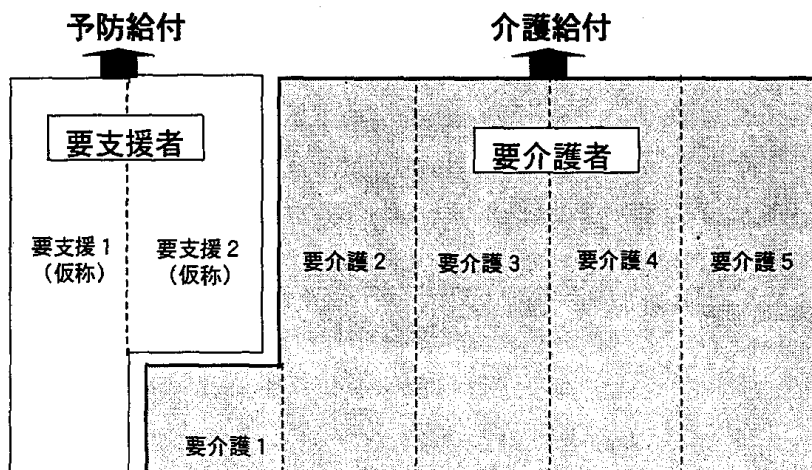 予防給付
介護給付
要支援者
要介護者
要支援1
(仮称)
要支援2
(仮称)
要介護2
要介護3
要介護4
要介護5
要介護1